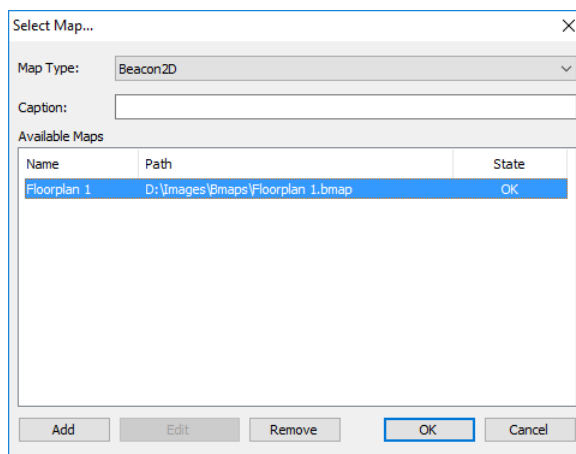 Select Map...
Map Type: Beacon2D
Caption:
Available Maps
Name Path State
Floorplan 1 D:\Images\Bmaps\Floorplan 1.bmap OK
Add Edit Remove OK Cancel